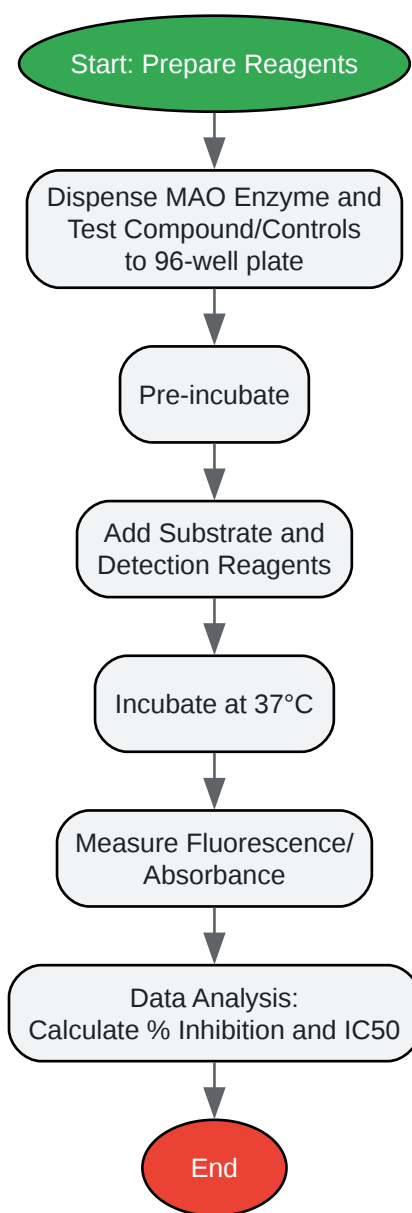 Start: Prepare Reagents
Dispense MAO Enzyme and
Test Compound/Controls
to 96-well plate
Pre-incubate
Add Substrate and
Detection Reagents
Incubate at 37°C
Measure Fluorescence/
Absorbance
Data Analysis:
Calculate % Inhibition and IC50
End